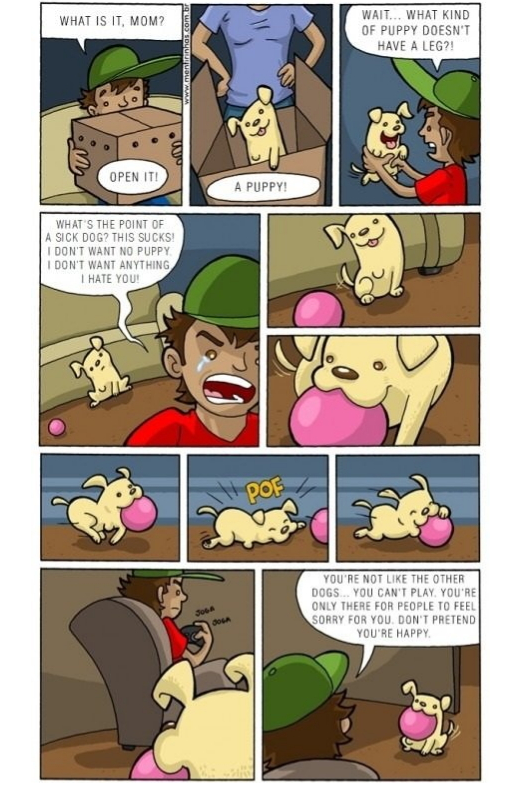 WHAT IS IT, MOM?
OPEN IT!
www.mentirinhas.com.br
A PUPPY!
WAIT... WHAT KIND
OF PUPPY DOESN'T
HAVE A LEG?!
WHAT'S THE POINT OF
A SICK DOG? THIS SUCKS!
I DON'T WANT NO PUPPY.
I DON'T WANT ANYTHING.
I HATE YOU!
POF
JOGA
JOGA
YOU'RE NOT LIKE THE OTHER
DOGS... YOU CAN'T PLAY. YOU'RE
ONLY THERE FOR PEOPLE TO FEEL
SORRY FOR YOU. DON'T PRETEND
YOU'RE HAPPY.